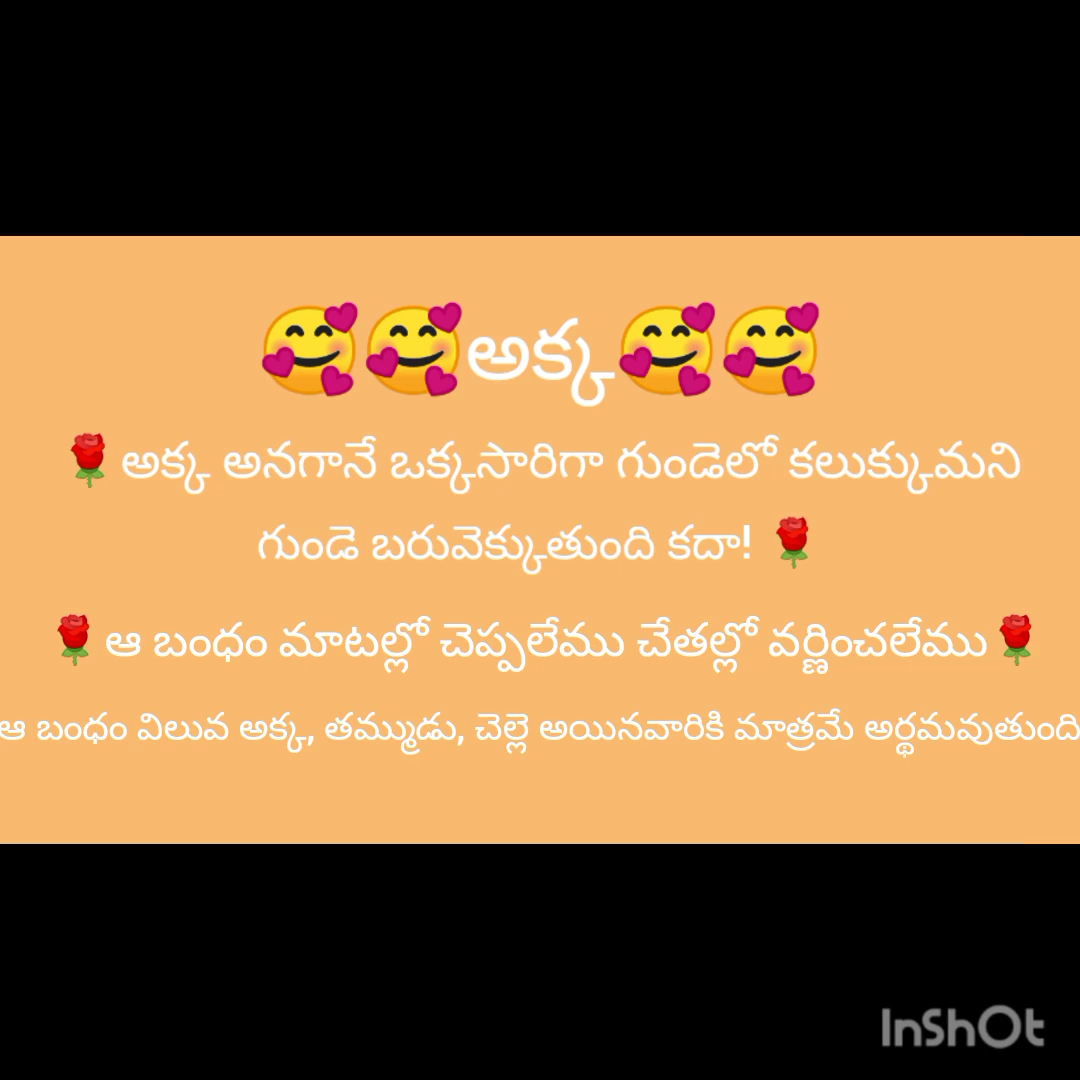 🥰🥰అక్క🥰🥰
🌹అక్క అనగానే ఒక్కసారిగా గుండెలో కలుక్కుమని
గుండె బరువెక్కుతుంది కదా! 🌹
🌹ఆ బంధం మాటల్లో చెప్పలేము చేతల్లో వర్ణించలేము🌹
ఆ బంధం విలువ అక్క, తమ్ముడు, చెల్లె అయినవారికి మాత్రమే అర్థమవుతుంది
InShOt